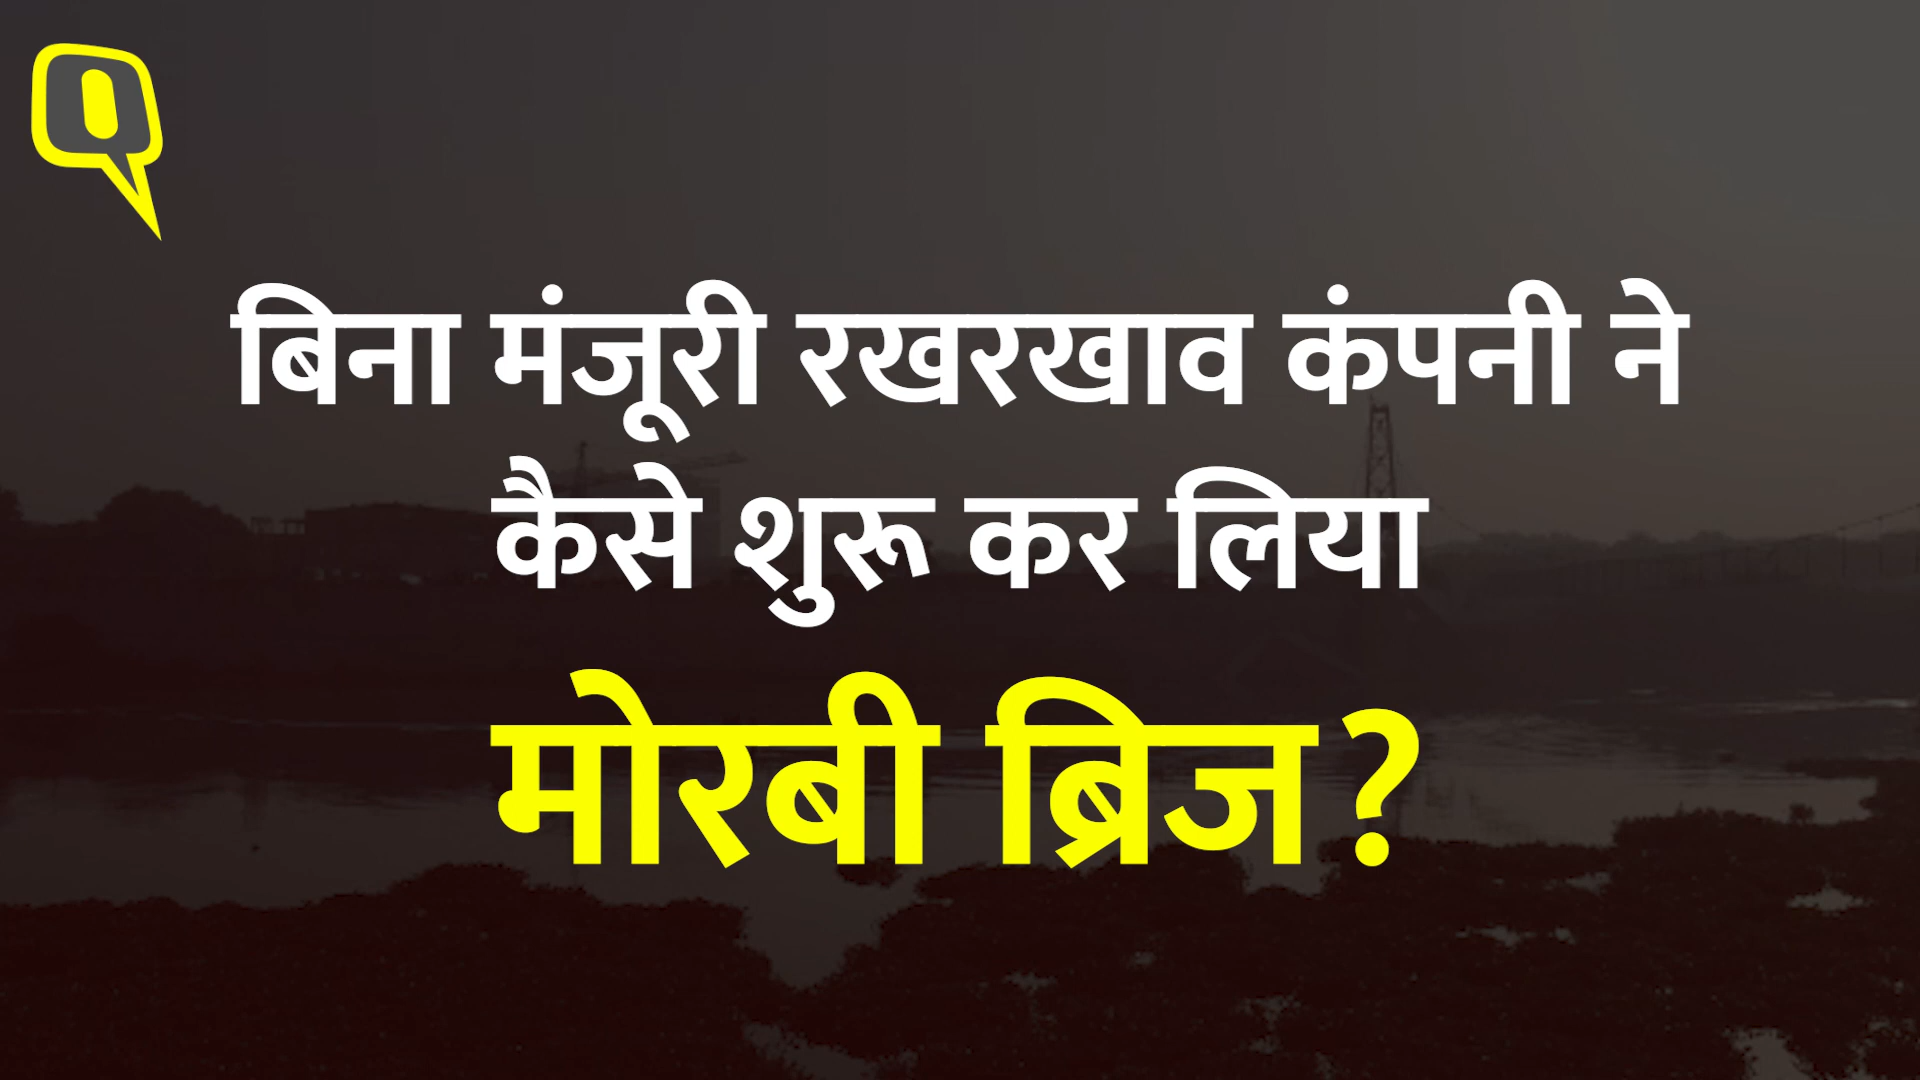 बिना मंजूरी रखरखाव कंपनी ने
कैसे शुरू कर लिया
मोरबी ब्रिज?